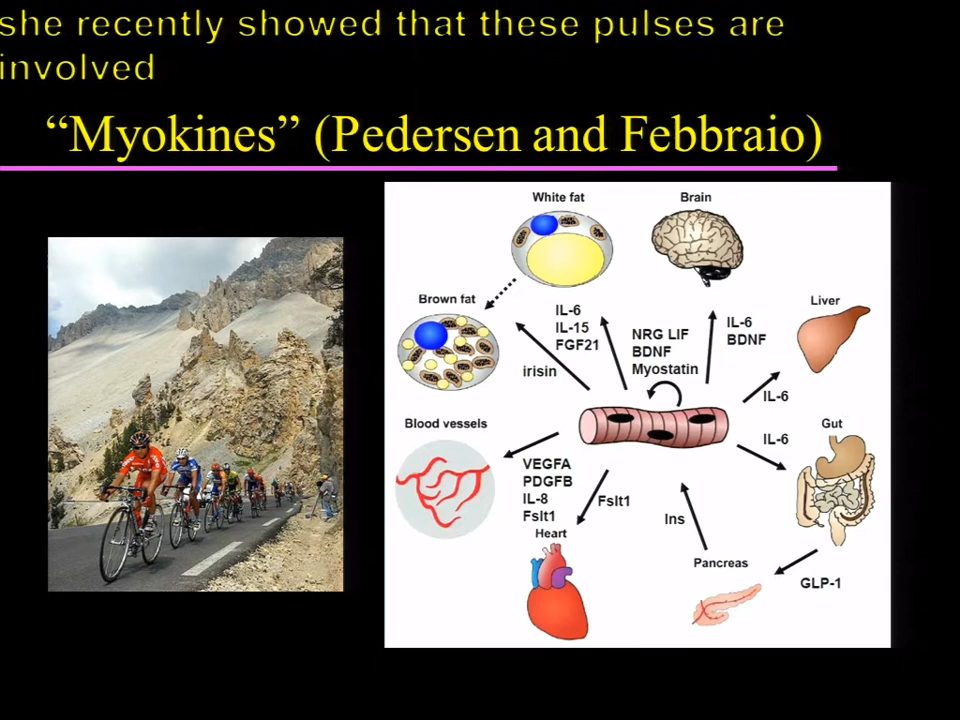 she recently showed that these pulses are
involved
“Myokines” (Pedersen and Febbraio)
White fat
Brain
Brown fat
IL-6
IL-15
FGF21
irisin
NRG LIF
BDNF
Myostatin
IL-6
BDNF
Liver
IL-6
Blood vessels
IL-6
Gut
VEGFA
PDGFB
IL-8
Fslt1
Fslt1
Ins
Heart
Pancreas
GLP-1